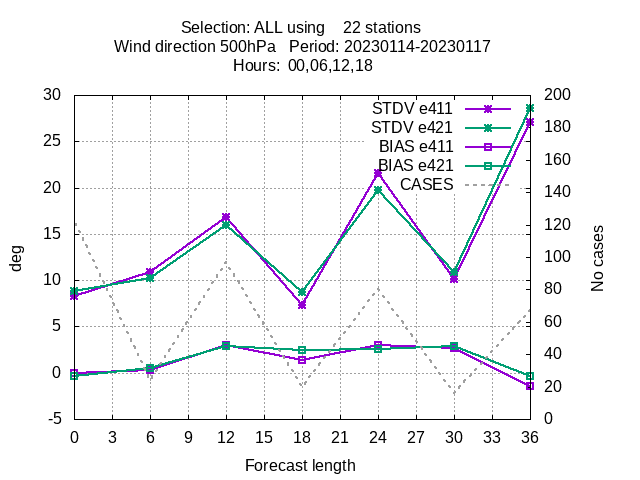 Selection: ALL using    22 stations
Wind direction 500hPa   Period: 20230114-20230117
Hours:  00,06,12,18
STDV e411
STDV e421
BIAS e411
BIAS e421
CASES
30
25
20
15
10
5
0
-5
deg
200
180
160
140
120
100
80
60
40
20
0
No cases
0 3 6 9 12 15 18 21 24 27 30 33 36
Forecast length